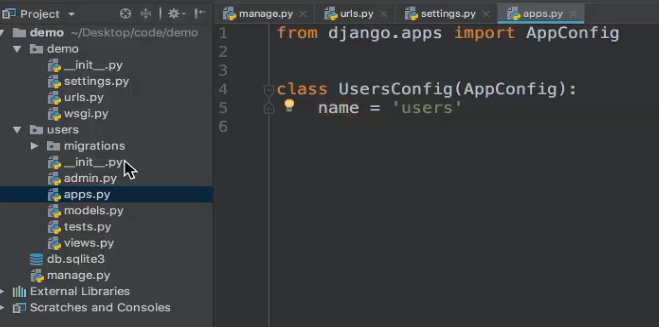 Project
manage.py
urls.py
settings.py
apps.py
demo ~/Desktop/code/demo
demo
__init__.py
settings.py
urls.py
wsgi.py
users
migrations
__init__.py
admin.py
apps.py
models.py
tests.py
views.py
db.sqlite3
manage.py
External Libraries
Scratches and Consoles
1 from django.apps import AppConfig
2
3
4 class UsersConfig(AppConfig):
5 name = 'users'
6